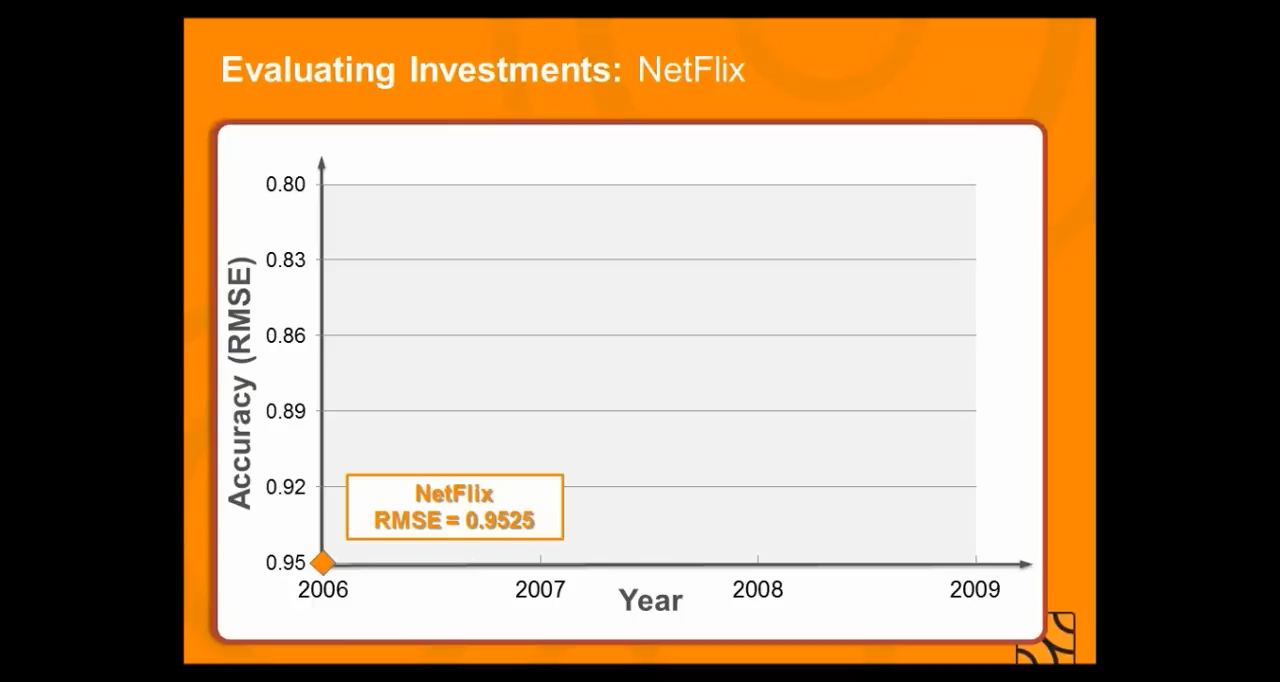 Evaluating Investments: NetFlix
Accuracy (RMSE)
0.80
0.83
0.86
0.89
0.92
0.95
NetFlix
RMSE = 0.9525
2006 2007 2008 2009
Year